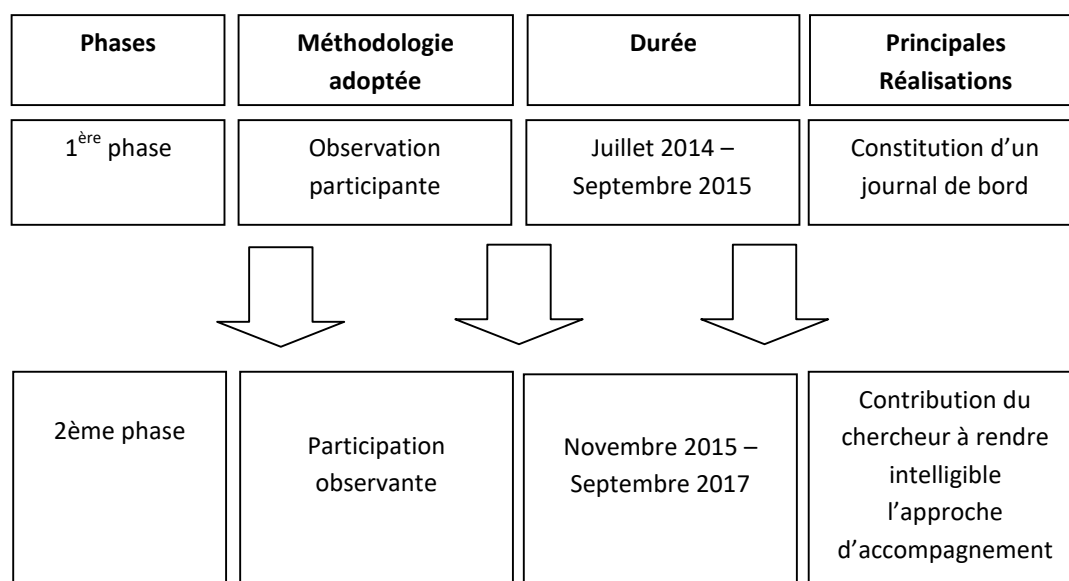 Phases
Méthodologie
adoptée
Durée
Principales
Réalisations
1ère phase
Observation
participante
Juillet 2014 –
Septembre 2015
Constitution d’un
journal de bord
2ème phase
Participation
observante
Novembre 2015 –
Septembre 2017
Contribution du
chercheur à rendre
intelligible
l’approche
d’accompagnement